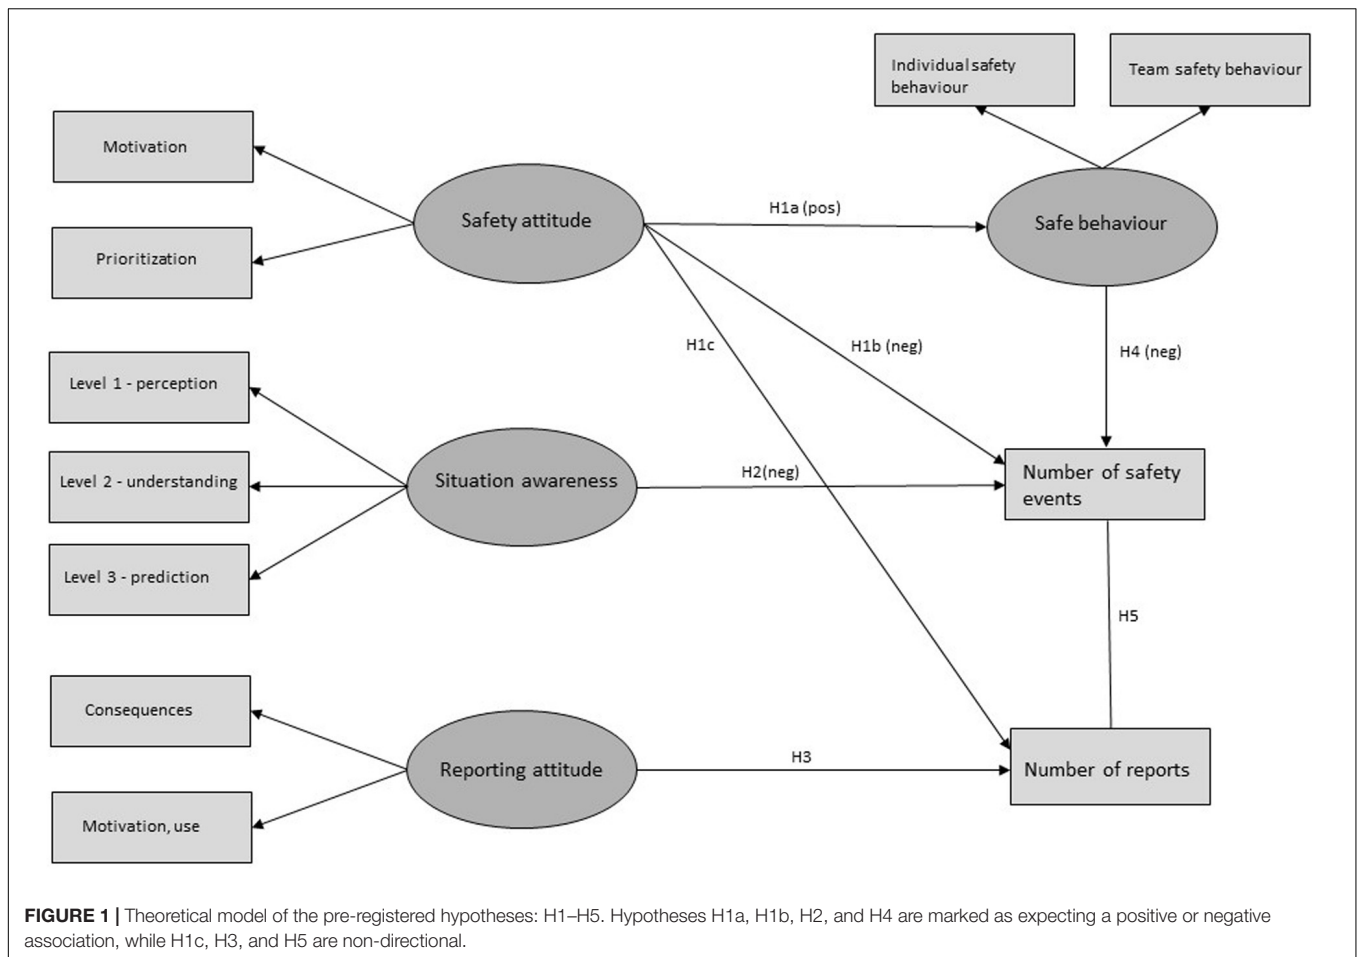 Individual safety
behaviour
Team safety behaviour
Motivation
Safety attitude
H1a (pos)
Safe behaviour
Prioritization
H1c
H1b (neg)
H4 (neg)
Level 1 - perception
Level 2 - understanding
Situation awareness
H2(neg)
Number of safety
events
Level 3 - prediction
H5
Consequences
Reporting attitude
H3
Number of reports
Motivation, use
FIGURE 1 | Theoretical model of the pre-registered hypotheses: H1–H5. Hypotheses H1a, H1b, H2, and H4 are marked as expecting a positive or negative
association, while H1c, H3, and H5 are non-directional.